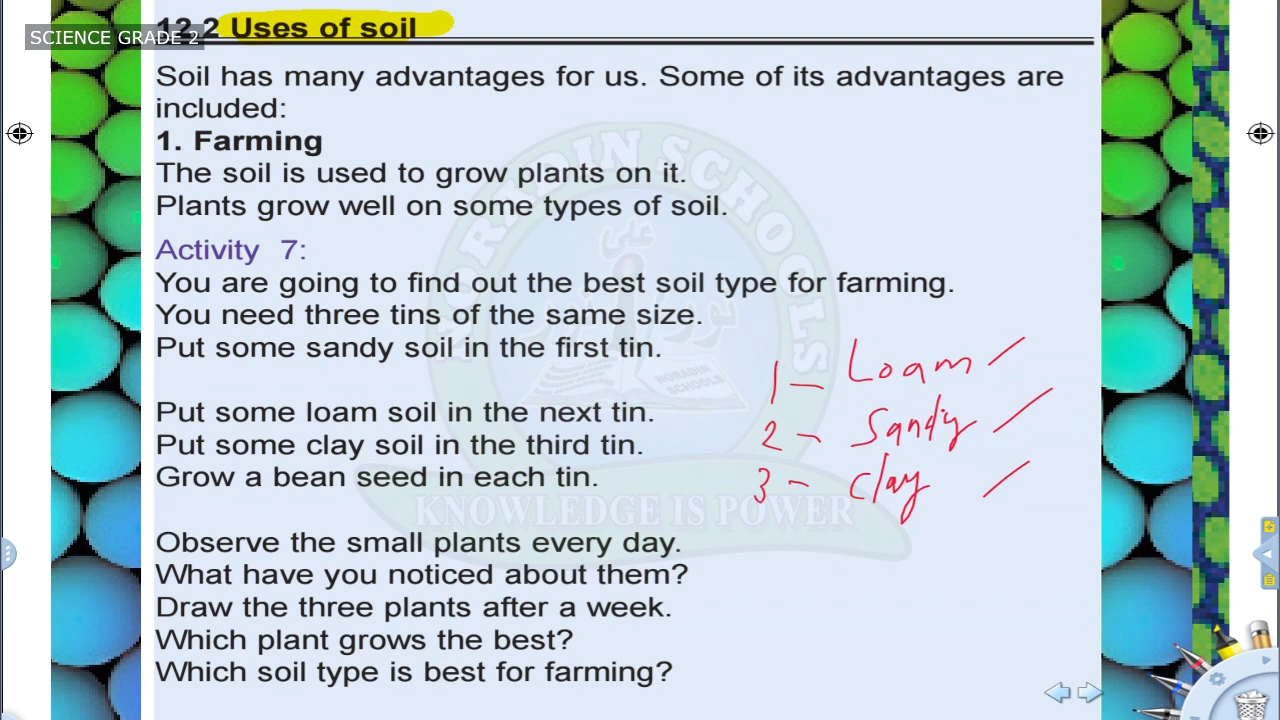 12.2 Uses of soil
SCIENCE GRADE 2
Soil has many advantages for us. Some of its advantages are
included:
1. Farming
The soil is used to grow plants on it.
Plants grow well on some types of soil.
Activity 7:
You are going to find out the best soil type for farming.
You need three tins of the same size.
Put some sandy soil in the first tin.
Put some loam soil in the next tin.
Put some clay soil in the third tin.
Grow a bean seed in each tin.
1 - Loam
2 - Sandy
3 - Clay
Observe the small plants every day.
What have you noticed about them?
Draw the three plants after a week.
Which plant grows the best?
Which soil type is best for farming?
NORADIN SCHOOLS
NORADIN
SCHOOLS
KNOWLEDGE IS POWER